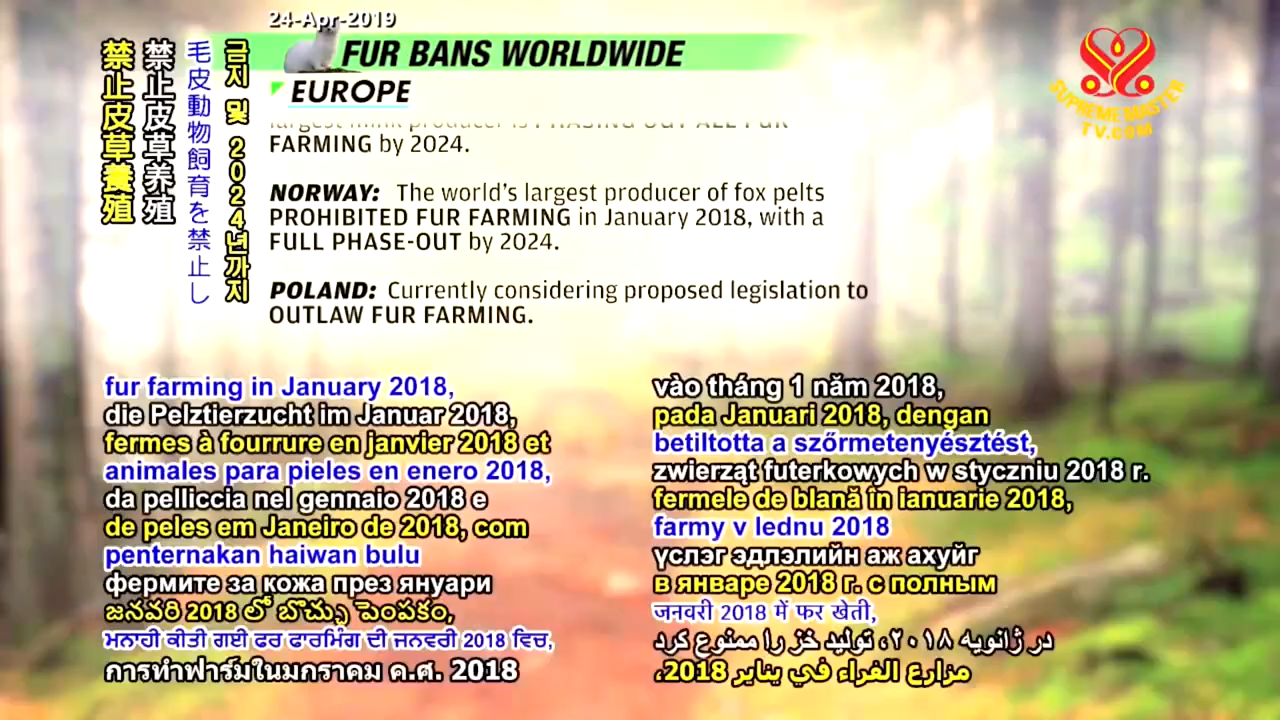 24-Apr-2019
FUR BANS WORLDWIDE
EUROPE
largest mink producer is PHASING OUT ALL FUR
FARMING by 2024.
NORWAY: The world's largest producer of fox pelts
PROHIBITED FUR FARMING in January 2018, with a
FULL PHASE-OUT by 2024.
POLAND: Currently considering proposed legislation to
OUTLAW FUR FARMING.
SUPREME MASTER
TV.COM
禁止皮草養殖
禁止皮草养殖
毛皮動物飼育を禁止し
금지 및 2024년까지
fur farming in January 2018,
die Pelztierzucht im Januar 2018,
fermes à fourrure en janvier 2018 et
animales para pieles en enero 2018,
da pelliccia nel gennaio 2018 e
de peles em Janeiro de 2018, com
penternakan haiwan bulu
фермите за кожа през януари
జనవరి 2018 లో బొచ్చు పెంపకం,
ਮਨਾਹੀ ਕੀਤੀ ਗਈ ਫਰ ਫਾਰਮਿੰਗ ਦੀ ਜਨਵਰੀ 2018 ਵਿਚ,
การทำฟาร์มในมกราคม ค.ศ. 2018
vào tháng 1 năm 2018,
pada Januari 2018, dengan
betiltotta a szőrmetenyésztést,
zwierząt futerkowych w styczniu 2018 r.
fermele de blană în ianuarie 2018,
farmy v lednu 2018
үслэг эдлэлийн аж ахуйг
в январе 2018 г. с полным
जनवरी 2018 में फर खेती,
در ژانویه ۲۰۱۸، تولید خز را ممنوع کرد
مزارع الفراء في يناير 2018،